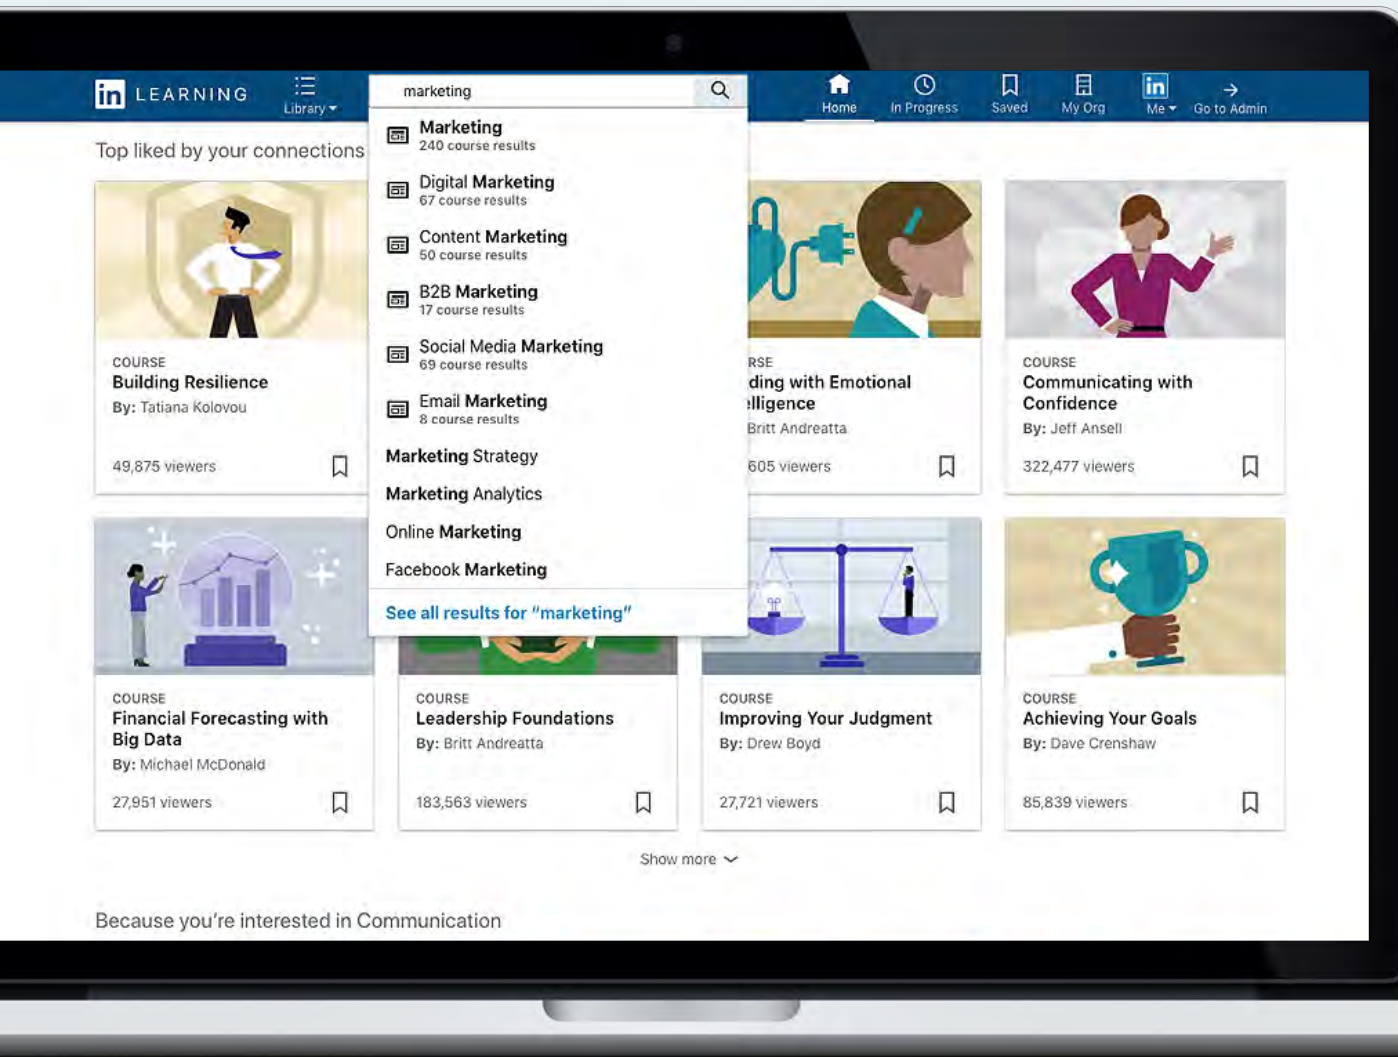 in LEARNING
Library
marketing
Home
In Progress
Saved
My Org
in
Me
Go to Admin
Top liked by your connections
Marketing
240 course results
Digital Marketing
67 course results
Content Marketing
50 course results
B2B Marketing
17 course results
Social Media Marketing
69 course results
Email Marketing
8 course results
Marketing Strategy
Marketing Analytics
Online Marketing
Facebook Marketing
See all results for “marketing”
COURSE
Building Resilience
By: Tatiana Kolovou
49,875 viewers
with Emotional
Britt Andreatta
viewers
COURSE
Communicating with
Confidence
By: Jeff Ansell
322,477 viewers
COURSE
Financial Forecasting with
Big Data
By: Michael McDonald
27,951 viewers
COURSE
Leadership Foundations
By: Britt Andreatta
183,563 viewers
COURSE
Improving Your Judgment
By: Drew Boyd
27,721 viewers
COURSE
Achieving Your Goals
By: Dave Crenshaw
85,839 viewers
Show more
Because you’re interested in Communication